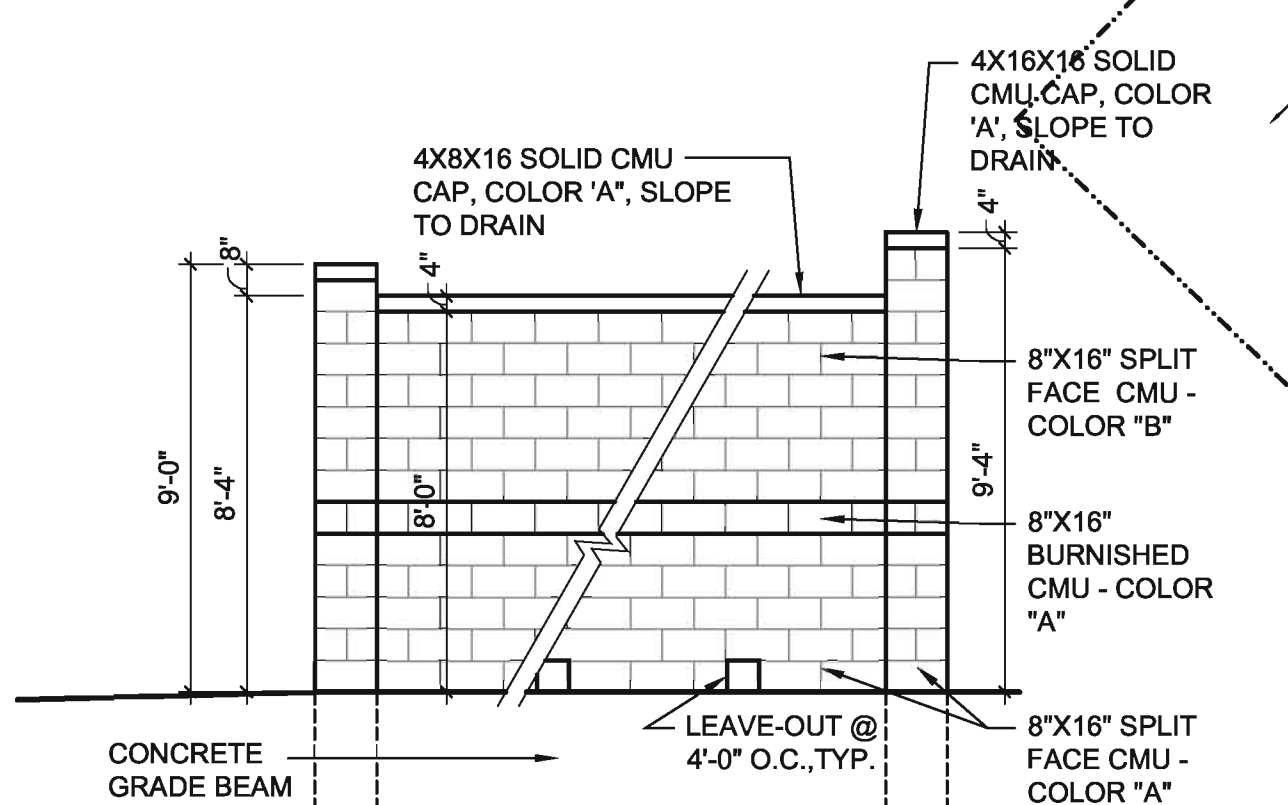 4X16X16 SOLID
CMU CAP, COLOR
'A', SLOPE TO
DRAIN
4X8X16 SOLID CMU
CAP, COLOR 'A", SLOPE
TO DRAIN
8"
4"
4"
8"X16" SPLIT
FACE CMU -
COLOR "B"
9'-0"
8'-4"
8'-0"
9'-4"
8"X16"
BURNISHED
CMU - COLOR
"A"
LEAVE-OUT @
4'-0" O.C.,TYP.
8"X16" SPLIT
FACE CMU -
COLOR "A"
CONCRETE
GRADE BEAM